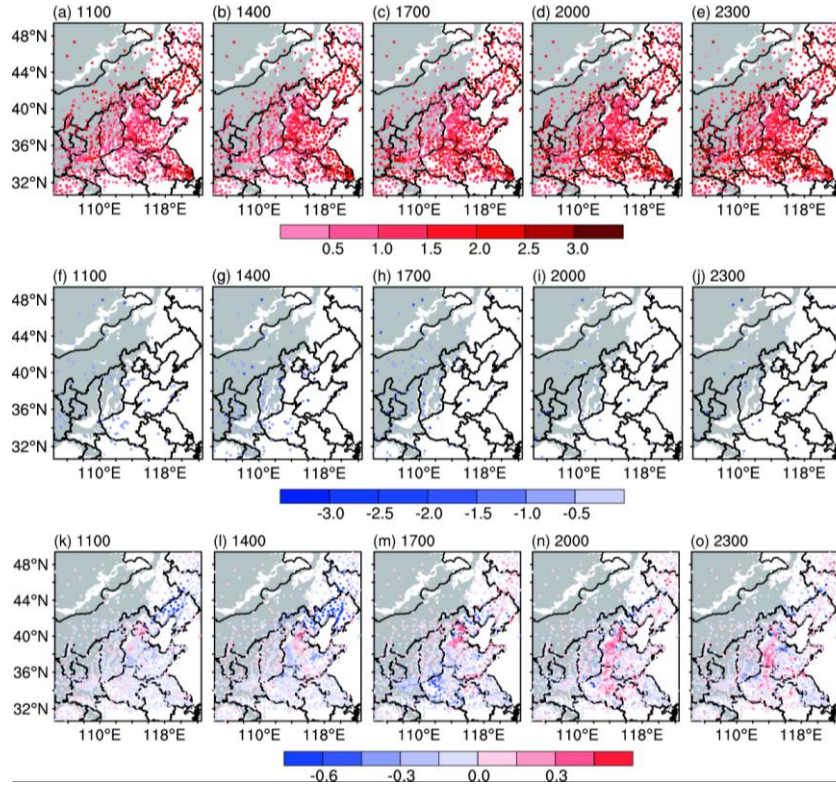 (a) 1100 (b) 1400 (c) 1700 (d) 2000 (e) 2300
48°N
44°N
40°N
36°N
32°N
110°E 118°E 110°E 118°E 110°E 118°E 110°E 118°E 110°E 118°E
0.5 1.0 1.5 2.0 2.5 3.0
(f) 1100 (g) 1400 (h) 1700 (i) 2000 (j) 2300
48°N
44°N
40°N
36°N
32°N
110°E 118°E 110°E 118°E 110°E 118°E 110°E 118°E 110°E 118°E
-3.0 -2.5 -2.0 -1.5 -1.0 -0.5
(k) 1100 (l) 1400 (m) 1700 (n) 2000 (o) 2300
48°N
44°N
40°N
36°N
32°N
110°E 118°E 110°E 118°E 110°E 118°E 110°E 118°E 110°E 118°E
-0.6 -0.3 0.0 0.3